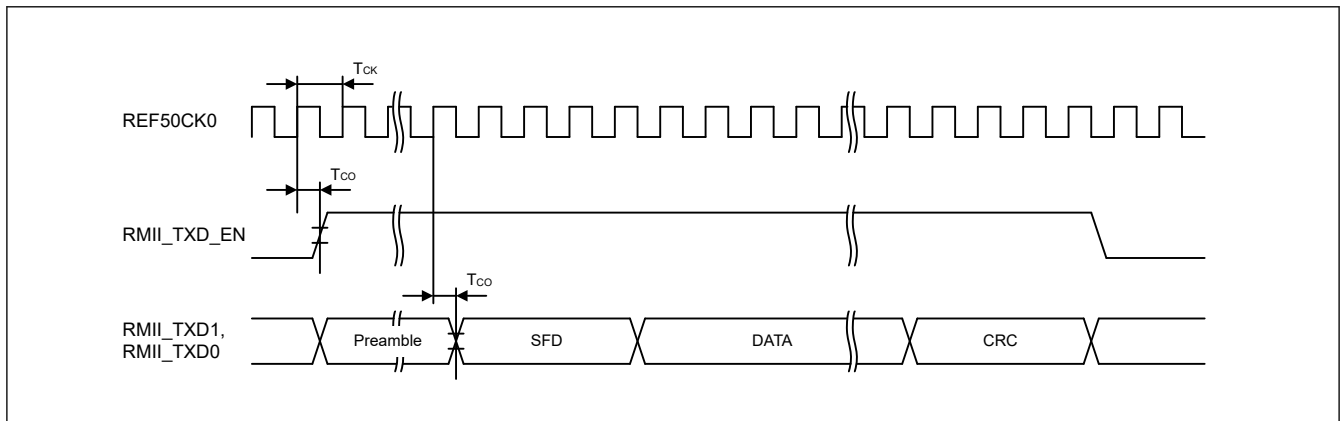 TCK
REF50CK0
TCO
RMII_TXD_EN
TCO
RMII_TXD1,
RMII_TXD0
Preamble
SFD
DATA
CRC